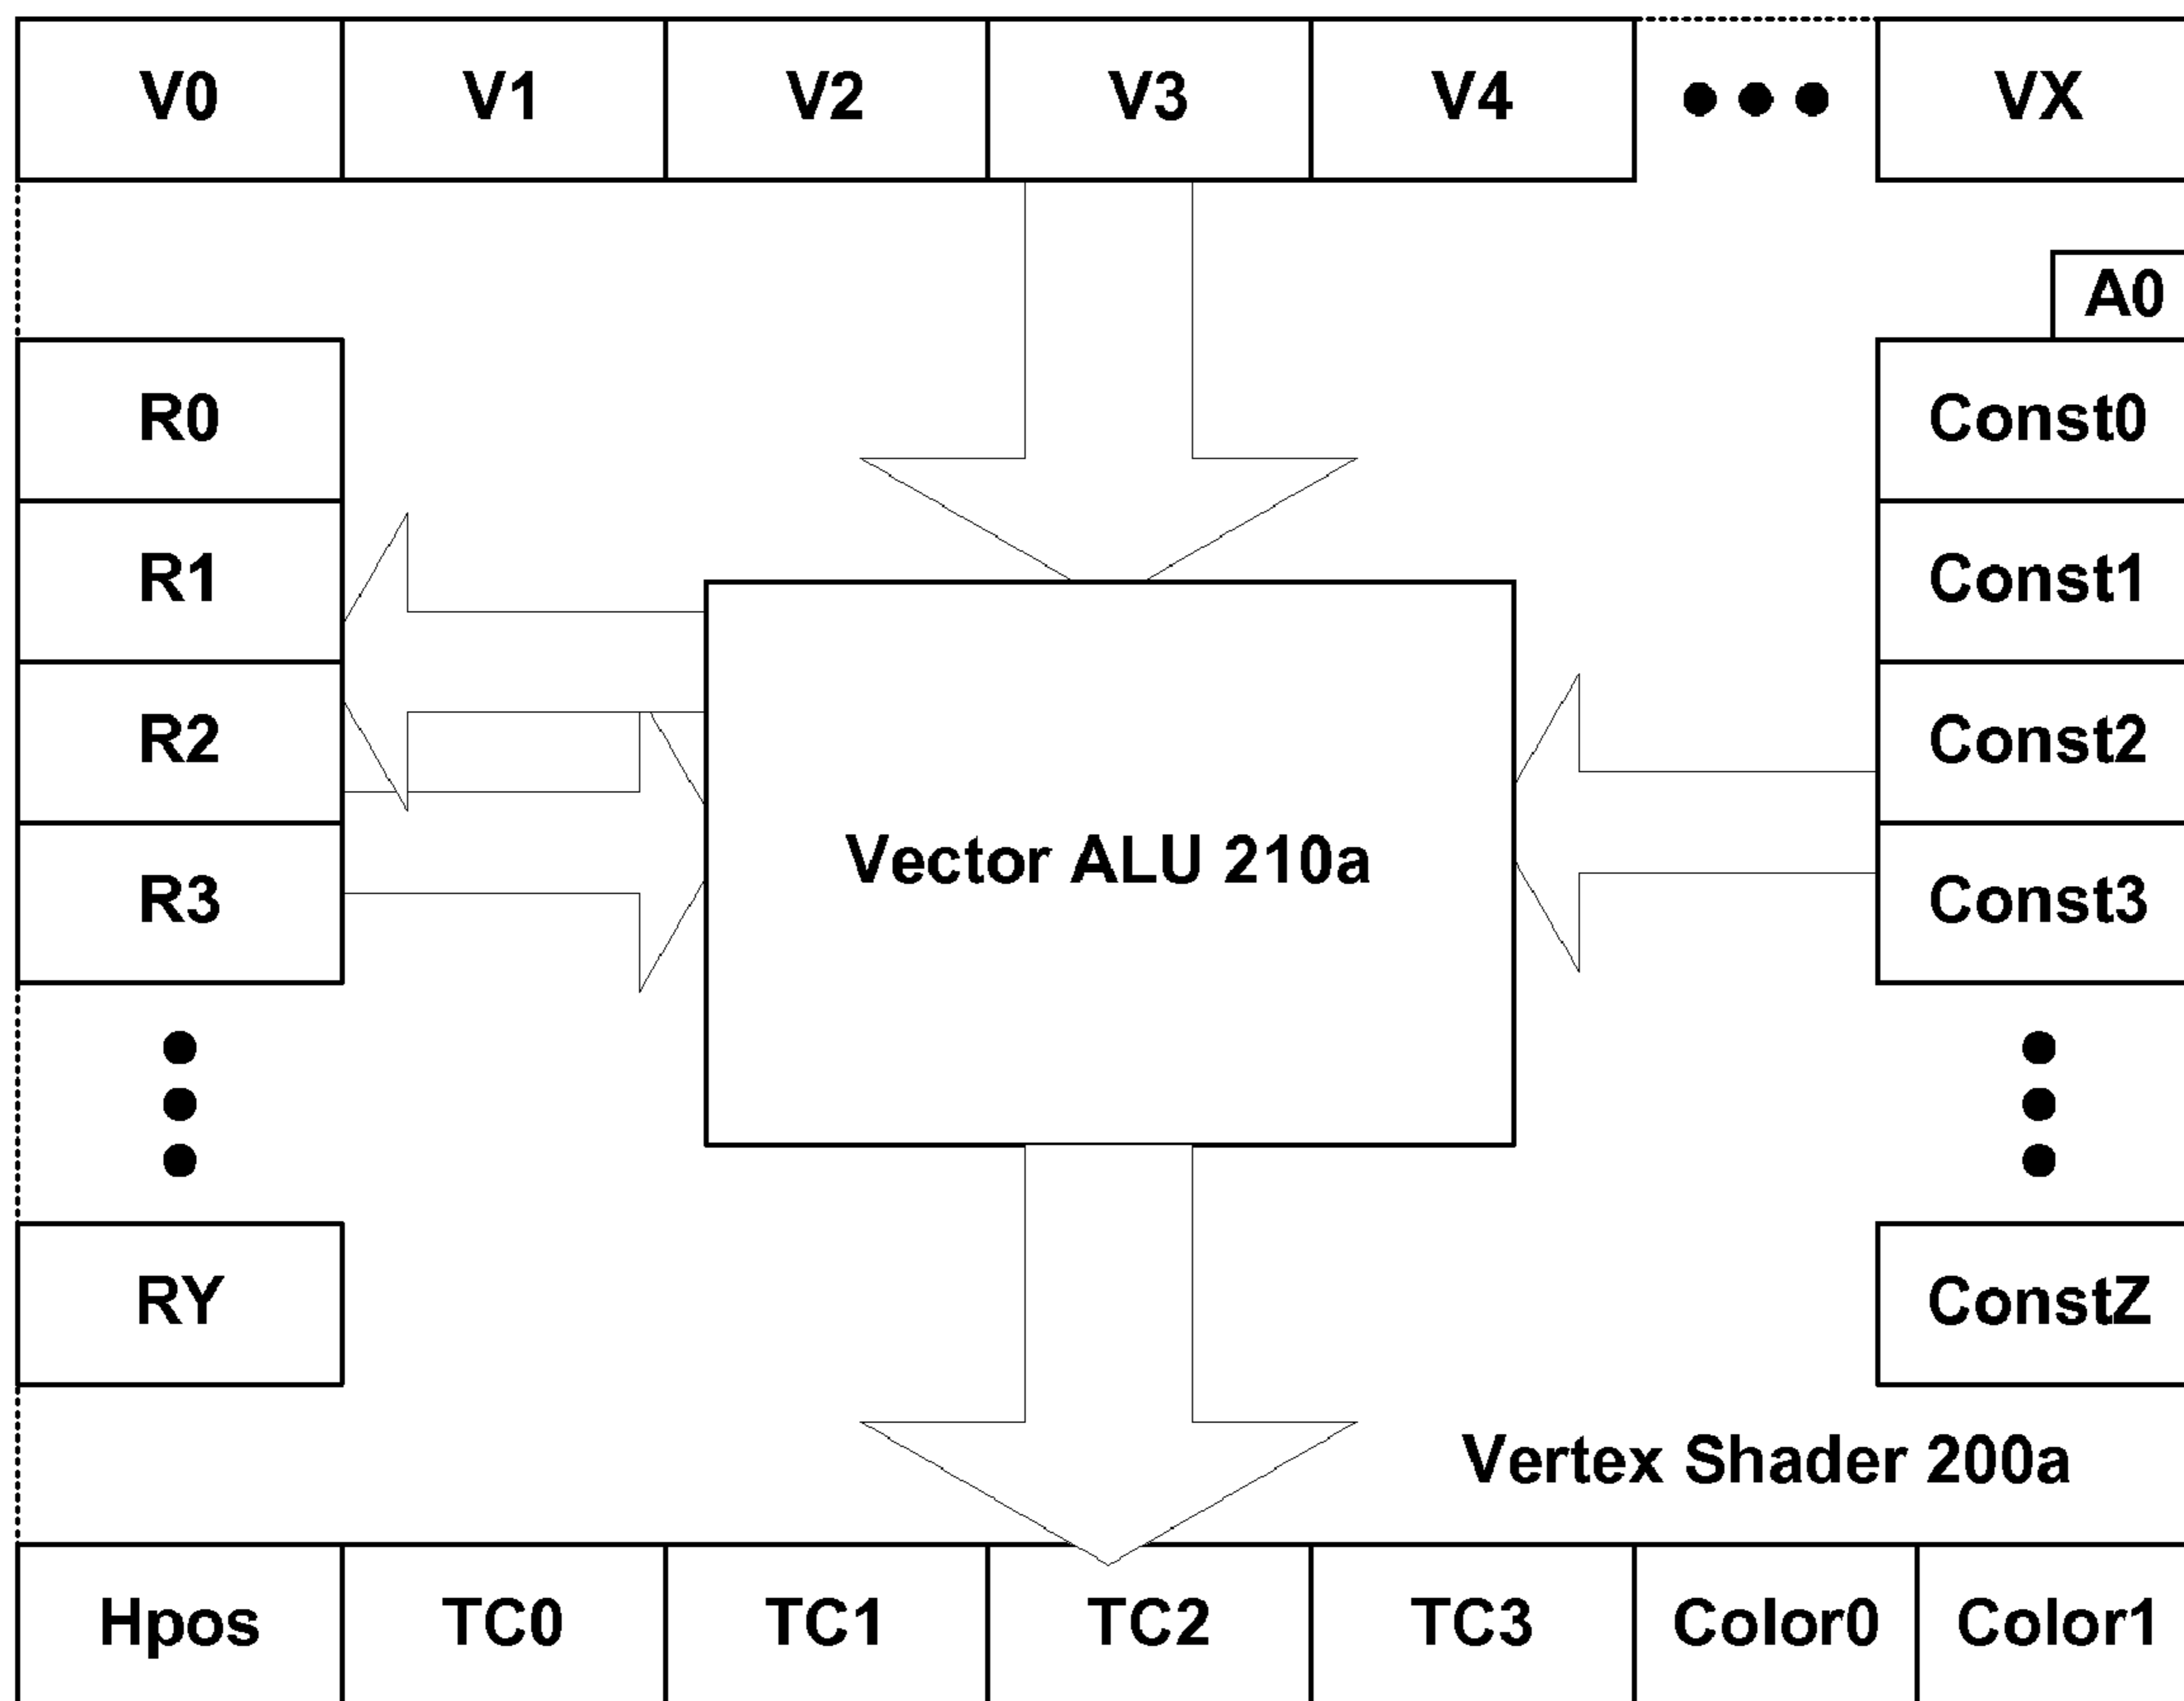 V0 V1 V2 V3 V4 ••• VX
A0
R0 Const0
R1 Const1
R2 Const2
Vector ALU 210a
R3 Const3
RY ConstZ
Vertex Shader 200a
Hpos TC0 TC1 TC2 TC3 Color0 Color1